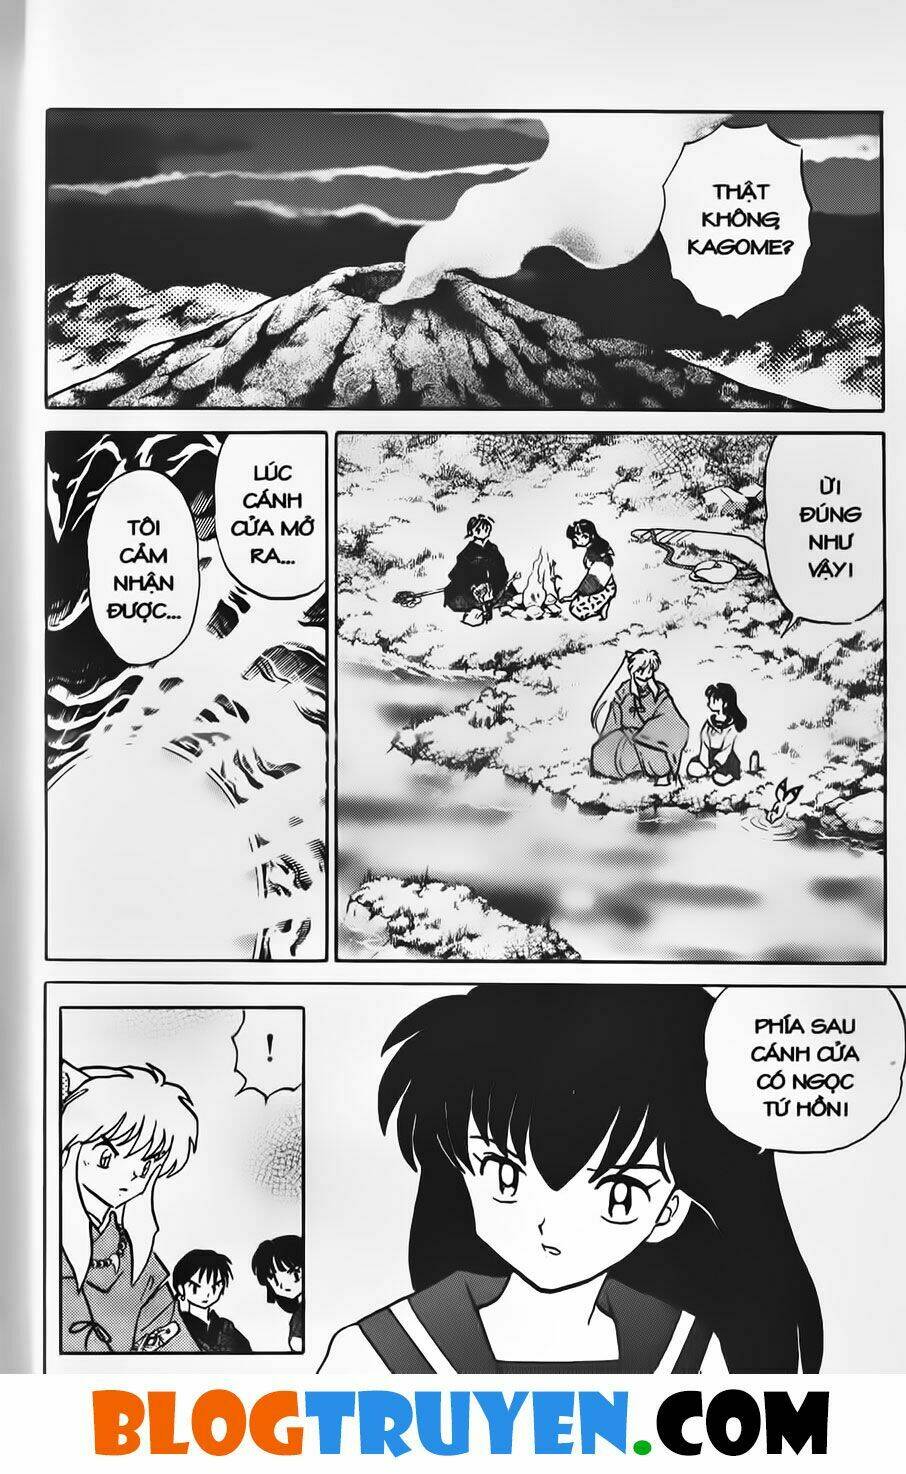 THẬT
KHÔNG,
KAGOME?
ỪI
ĐÚNG
NHƯ
VẬY!
LÚC
CÁNH
CỬA MỞ
RA...
TÔI
CẢM
NHẬN
ĐƯỢC...
PHÍA SAU
CÁNH CỬA
CÓ NGỌC
TỨ HỒN!
!
BLOGTRUYEN.COM